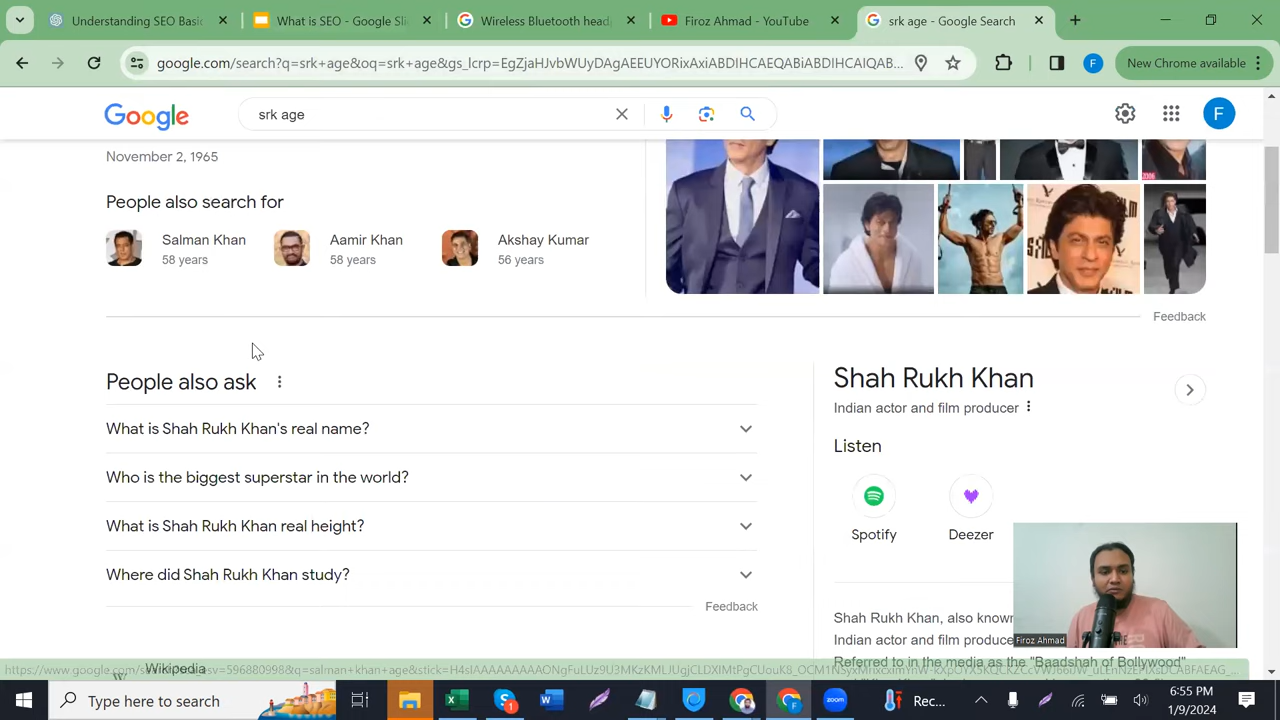 Understanding SEO Basic
What is SEO - Google Sli
Wireless Bluetooth head
Firoz Ahmad - YouTube
srk age - Google Search
google.com/search?q=srk+age&oq=srk+age&gs_lcrp=EgZjaHJvbWUyDAgAEEUYORixAxiABDIHCAEQABiABDIHCAIQAB...
F
New Chrome available
Google
srk age
F
November 2, 1965
People also search for
Salman Khan
58 years
Aamir Khan
58 years
Akshay Kumar
56 years
Feedback
People also ask
What is Shah Rukh Khan's real name?
Who is the biggest superstar in the world?
What is Shah Rukh Khan real height?
Where did Shah Rukh Khan study?
Feedback
Shah Rukh Khan
Indian actor and film producer
Listen
Spotify
Deezer
Shah Rukh Khan, also known
Indian actor and film produce
Referred to in the media as the "Baadshah of Bollywood"
Firoz Ahmad
Wikipedia
Type here to search
zoom
Rec...
6:55 PM
1/9/2024